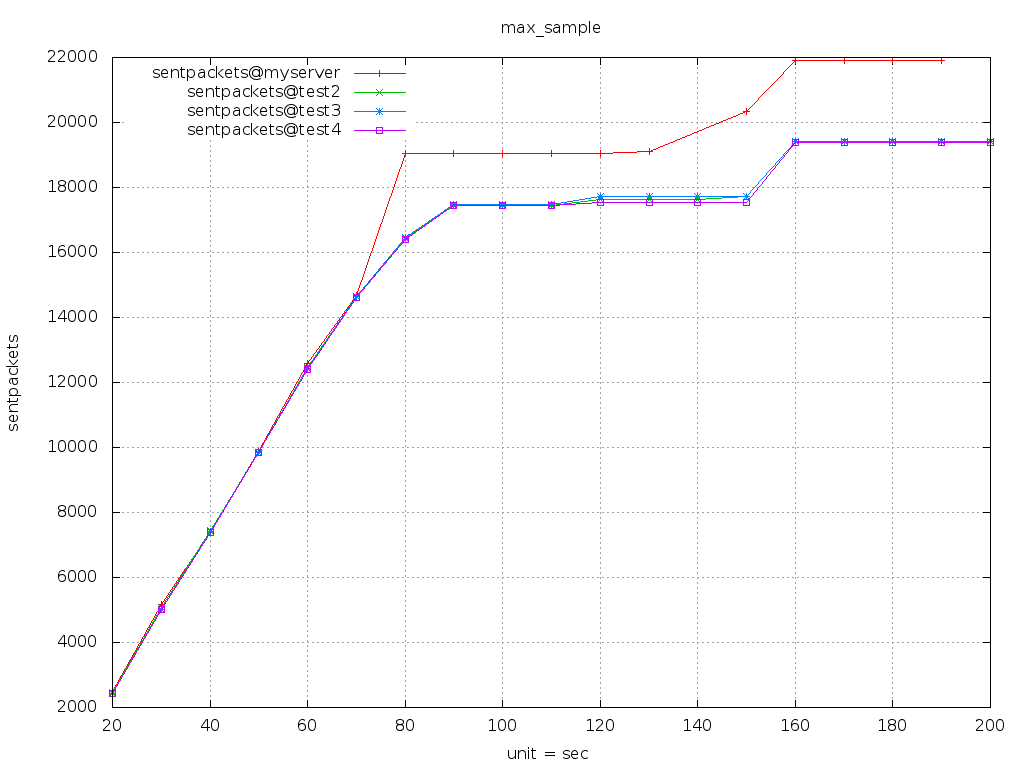 max_sample
22000
20000
18000
16000
14000
12000
10000
8000
6000
4000
2000
sentpackets
sentpackets@myserver
sentpackets@test2
sentpackets@test3
sentpackets@test4
20 40 60 80 100 120 140 160 180 200
unit = sec